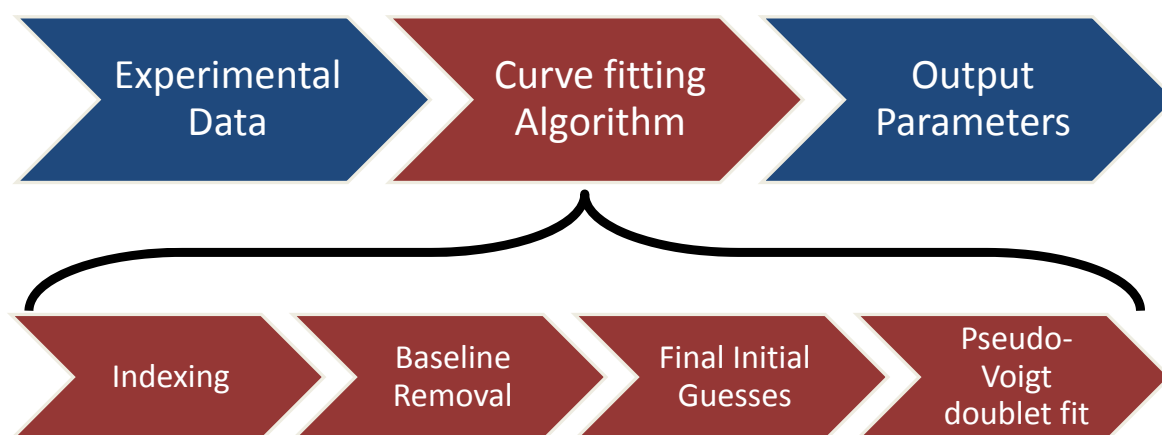 Experimental
Data
Curve fitting
Algorithm
Output
Parameters
Indexing
Baseline
Removal
Final Initial
Guesses
Pseudo-
Voigt
doublet fit